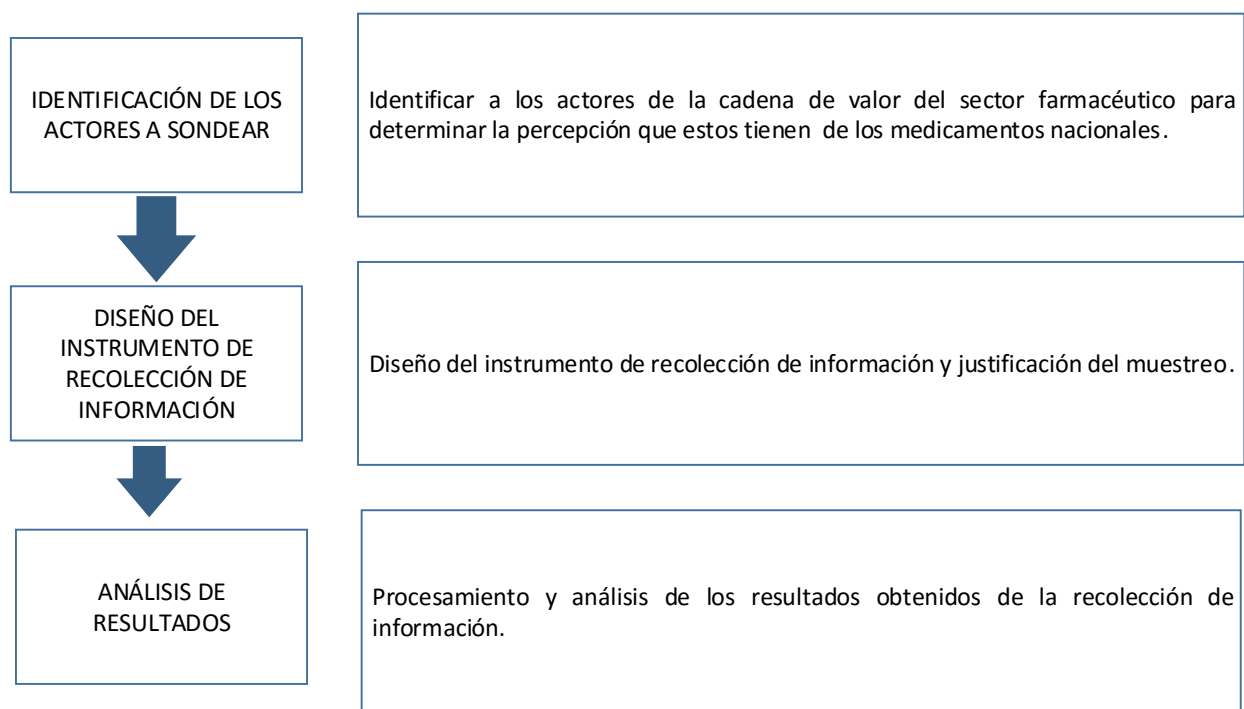 IDENTIFICACIÓN DE LOS
ACTORES A SONDEAR
Identificar a los actores de la cadena de valor del sector farmacéutico para
determinar la percepción que estos tienen de los medicamentos nacionales.
DISEÑO DEL
INSTRUMENTO DE
RECOLECCIÓN DE
INFORMACIÓN
Diseño del instrumento de recolección de información y justificación del muestreo.
ANÁLISIS DE
RESULTADOS
Procesamiento y análisis de los resultados obtenidos de la recolección de
información.